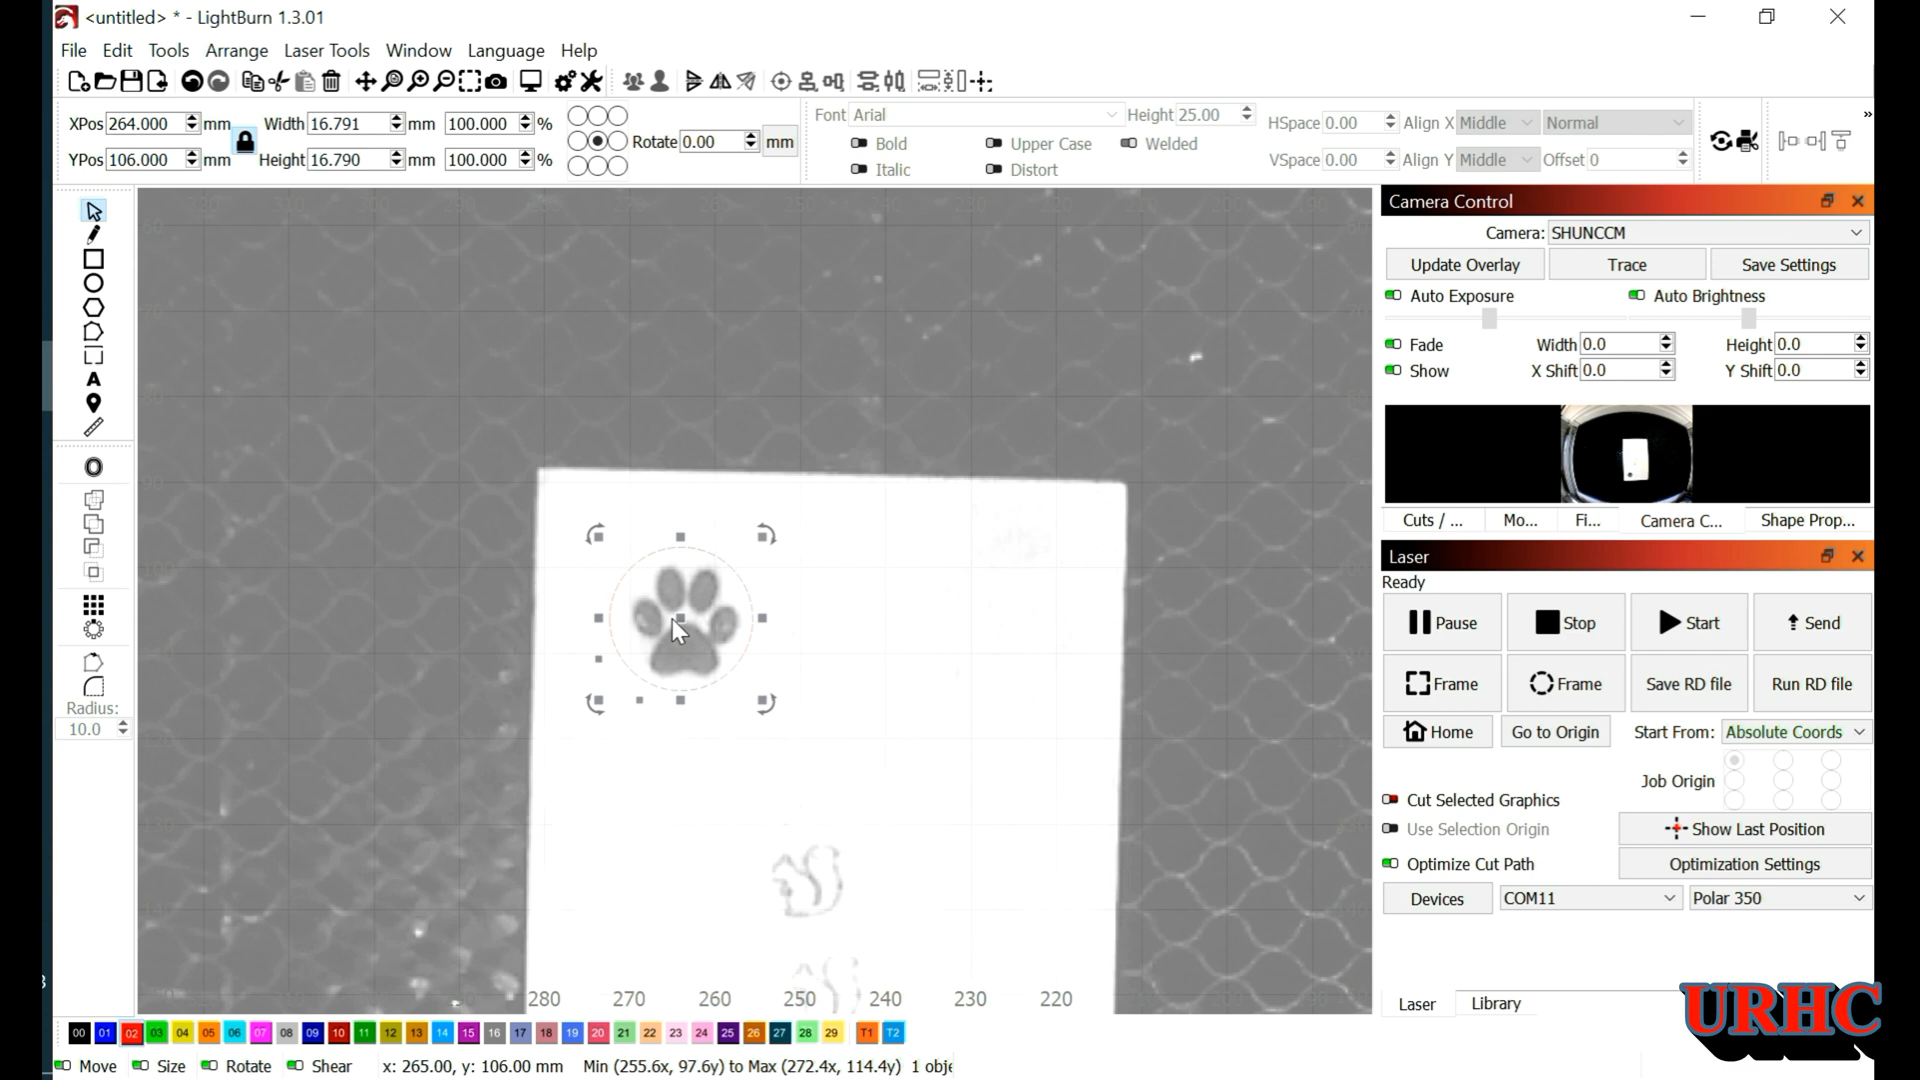 <untitled> * - LightBurn 1.3.01
File Edit Tools Arrange Laser Tools Window Language Help
XPos 264.000 mm Width 16.791 mm 100.000 %
YPos 106.000 mm Height 16.790 mm 100.000 %
Rotate 0.00 mm
Font Arial Height 25.00
Bold Upper Case Welded
Italic Distort
HSpace 0.00 Align X Middle Normal
VSpace 0.00 Align Y Middle Offset 0
»
Camera Control
Camera: SHUNCCM
Update Overlay Trace Save Settings
Auto Exposure Auto Brightness
Fade Width 0.0 Height 0.0
Show X Shift 0.0 Y Shift 0.0
Cuts / ... Mo... Fi... Camera C... Shape Prop...
Laser
Ready
Pause Stop Start Send
Frame Frame Save RD file Run RD file
Home Go to Origin Start From: Absolute Coords
Job Origin
Cut Selected Graphics
Use Selection Origin Show Last Position
Optimize Cut Path Optimization Settings
Devices COM11 Polar 350
Laser Library
Radius:
10.0
280 270 260 250 240 230 220
00 01 02 03 04 05 06 07 08 09 10 11 12 13 14 15 16 17 18 19 20 21 22 23 24 25 26 27 28 29 T1 T2
Move Size Rotate Shear x: 265.00, y: 106.00 mm Min (255.6x, 97.6y) to Max (272.4x, 114.4y) 1 obje
URHC